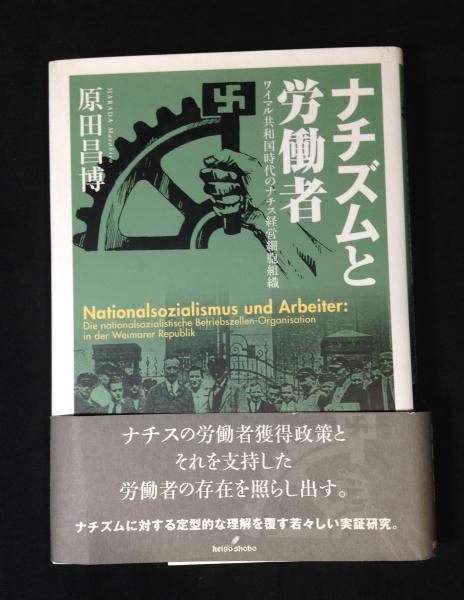 ナチズムと
労働者
ワイマル共和国時代のナチス経営細胞組織
原田昌博
HARADA Masahiro
Nationalsozialismus und Arbeiter:
Die nationalsozialistische Betriebszellen-Organisation
in der Weimarer Republik
ナチスの労働者獲得政策と
それを支持した
労働者の存在を照らし出す。
ナチズムに対する定型的な理解を覆す若々しい実証研究。
keiso shobo